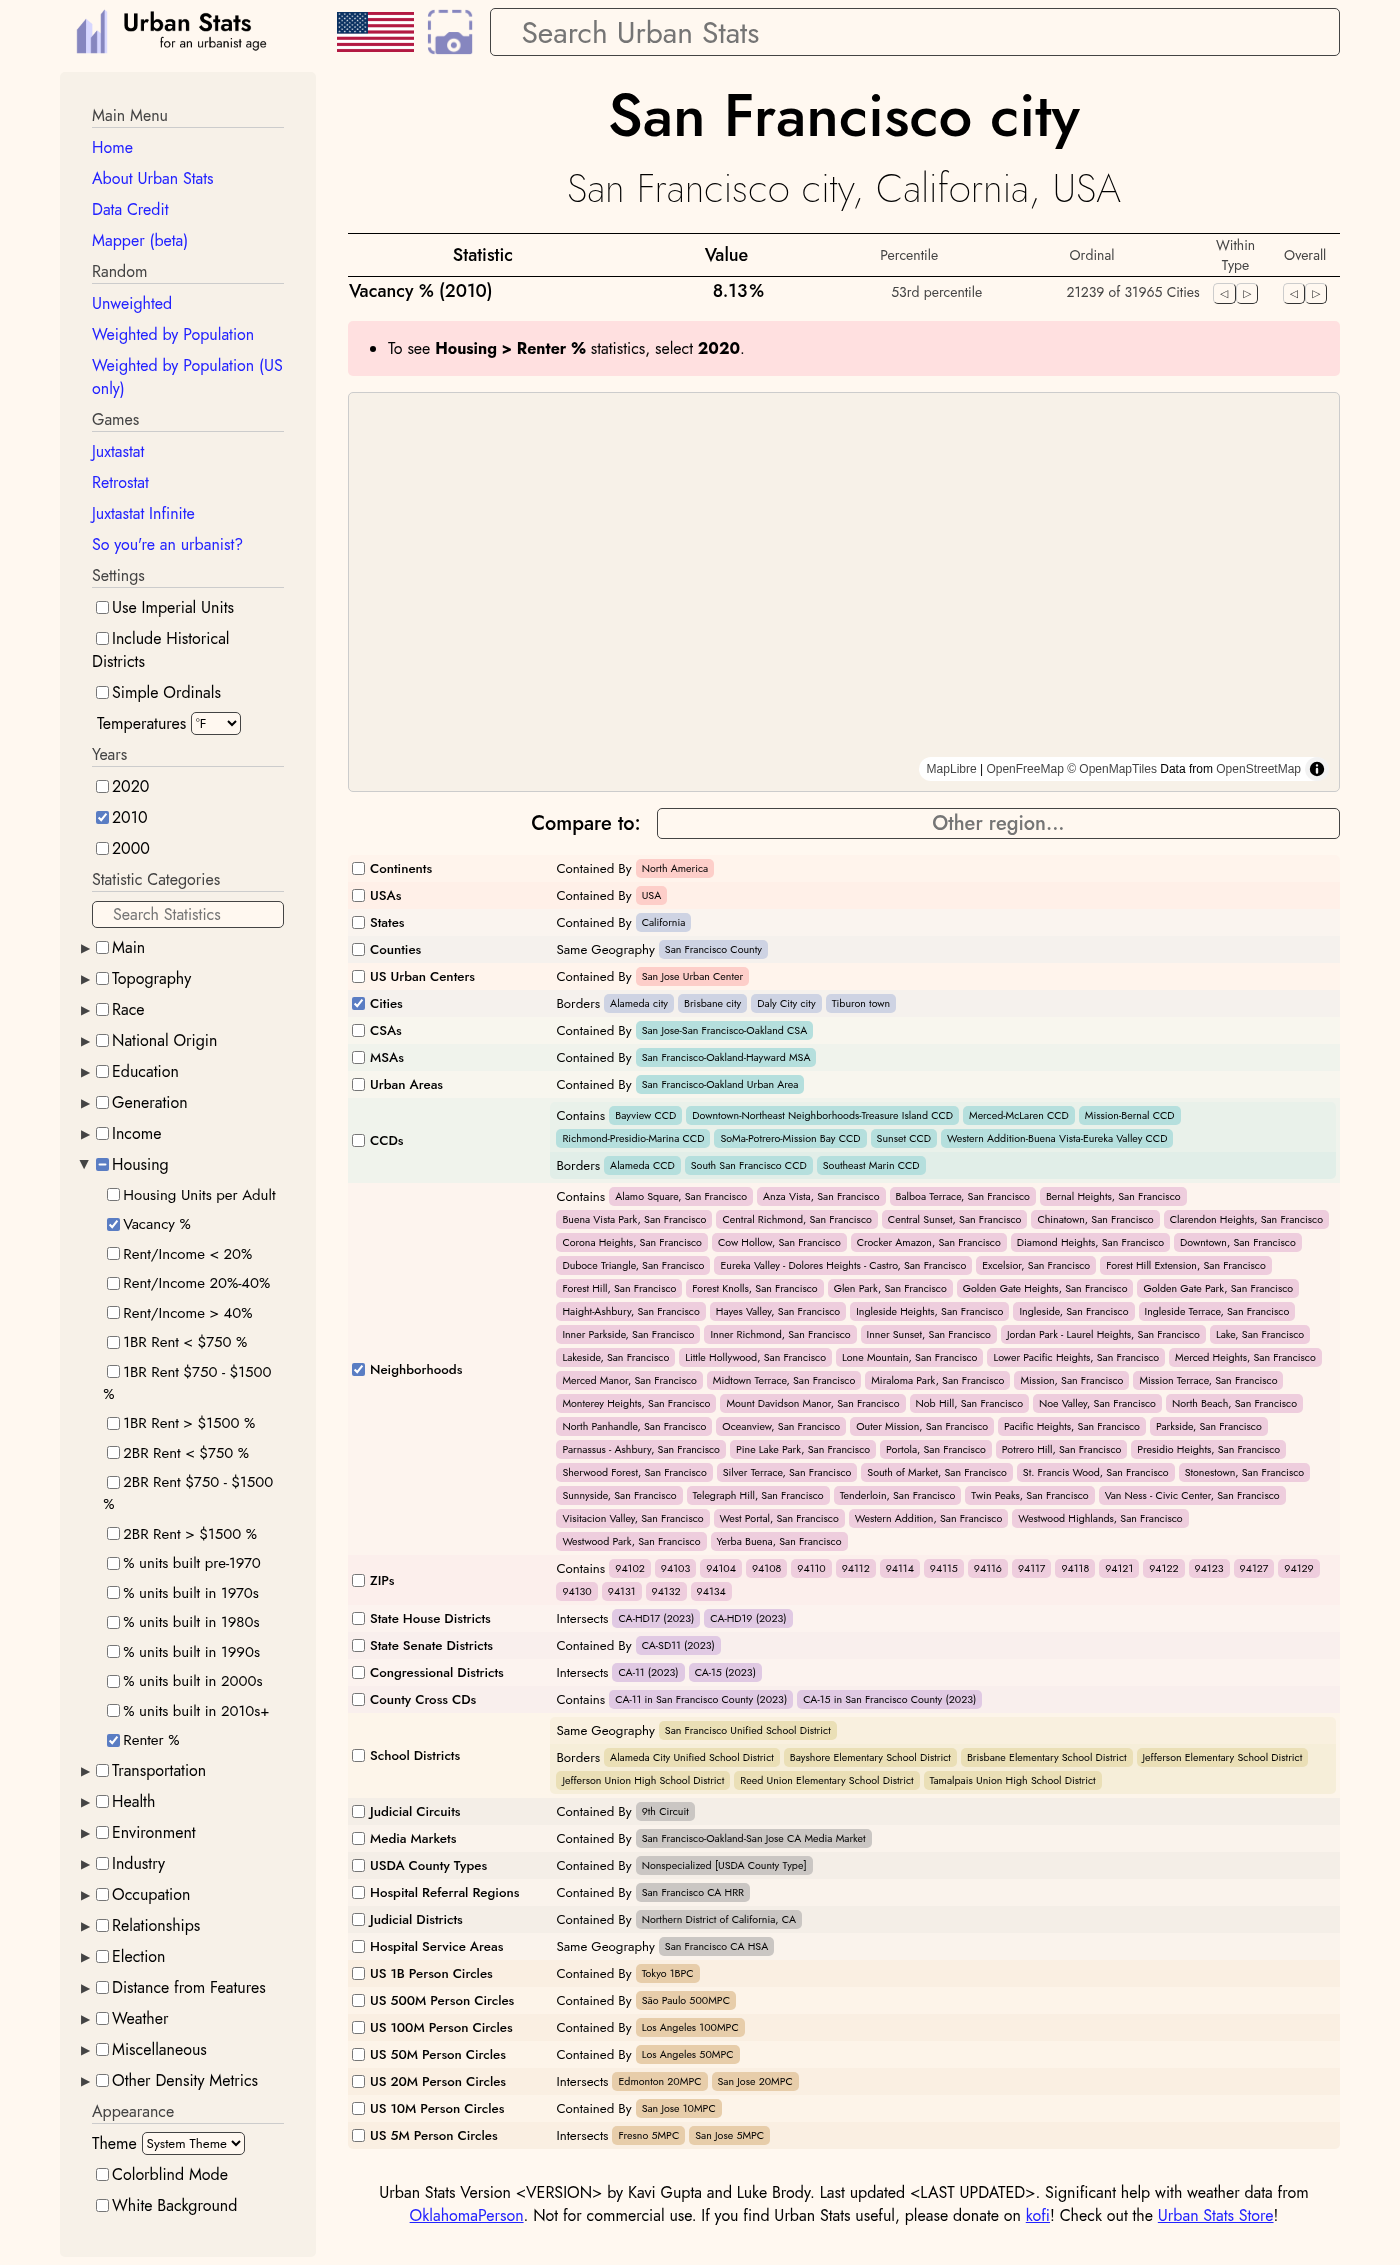 Urban Stats
for an urbanist age
Search Urban Stats
Main Menu
Home
About Urban Stats
Data Credit
Mapper (beta)
Random
Unweighted
Weighted by Population
Weighted by Population (US
only)
Games
Juxtastat
Retrostat
Juxtastat Infinite
So you're an urbanist?
Settings
Use Imperial Units
Include Historical
Districts
Simple Ordinals
Temperatures °F
Years
2020
2010
2000
Statistic Categories
Search Statistics
Main
Topography
Race
National Origin
Education
Generation
Income
Housing
Housing Units per Adult
Vacancy %
Rent/Income < 20%
Rent/Income 20%-40%
Rent/Income > 40%
1BR Rent < $750 %
1BR Rent $750 - $1500
%
1BR Rent > $1500 %
2BR Rent < $750 %
2BR Rent $750 - $1500
%
2BR Rent > $1500 %
% units built pre-1970
% units built in 1970s
% units built in 1980s
% units built in 1990s
% units built in 2000s
% units built in 2010s+
Renter %
Transportation
Health
Environment
Industry
Occupation
Relationships
Election
Distance from Features
Weather
Miscellaneous
Other Density Metrics
Appearance
Theme System Theme
Colorblind Mode
White Background
San Francisco city
San Francisco city, California, USA
Statistic Value Percentile Ordinal Within Type Overall
Vacancy % (2010) 8.13% 53rd percentile 21239 of 31965 Cities
To see Housing > Renter % statistics, select 2020.
MapLibre | OpenFreeMap © OpenMapTiles Data from OpenStreetMap
Compare to: Other region...
Continents Contained By North America
USAs Contained By USA
States Contained By California
Counties Same Geography San Francisco County
US Urban Centers Contained By San Jose Urban Center
Cities Borders Alameda city Brisbane city Daly City city Tiburon town
CSAs Contained By San Jose-San Francisco-Oakland CSA
MSAs Contained By San Francisco-Oakland-Hayward MSA
Urban Areas Contained By San Francisco-Oakland Urban Area
CCDs Contains Bayview CCD Downtown-Northeast Neighborhoods-Treasure Island CCD Merced-McLaren CCD Mission-Bernal CCD
Richmond-Presidio-Marina CCD SoMa-Potrero-Mission Bay CCD Sunset CCD Western Addition-Buena Vista-Eureka Valley CCD
Borders Alameda CCD South San Francisco CCD Southeast Marin CCD
Neighborhoods Contains Alamo Square, San Francisco Anza Vista, San Francisco Balboa Terrace, San Francisco Bernal Heights, San Francisco
Buena Vista Park, San Francisco Central Richmond, San Francisco Central Sunset, San Francisco Chinatown, San Francisco Clarendon Heights, San Francisco
Corona Heights, San Francisco Cow Hollow, San Francisco Crocker Amazon, San Francisco Diamond Heights, San Francisco Downtown, San Francisco
Duboce Triangle, San Francisco Eureka Valley - Dolores Heights - Castro, San Francisco Excelsior, San Francisco Forest Hill Extension, San Francisco
Forest Hill, San Francisco Forest Knolls, San Francisco Glen Park, San Francisco Golden Gate Heights, San Francisco Golden Gate Park, San Francisco
Haight-Ashbury, San Francisco Hayes Valley, San Francisco Ingleside Heights, San Francisco Ingleside, San Francisco Ingleside Terrace, San Francisco
Inner Parkside, San Francisco Inner Richmond, San Francisco Inner Sunset, San Francisco Jordan Park - Laurel Heights, San Francisco Lake, San Francisco
Lakeside, San Francisco Little Hollywood, San Francisco Lone Mountain, San Francisco Lower Pacific Heights, San Francisco Merced Heights, San Francisco
Merced Manor, San Francisco Midtown Terrace, San Francisco Miraloma Park, San Francisco Mission, San Francisco Mission Terrace, San Francisco
Monterey Heights, San Francisco Mount Davidson Manor, San Francisco Nob Hill, San Francisco Noe Valley, San Francisco North Beach, San Francisco
North Panhandle, San Francisco Oceanview, San Francisco Outer Mission, San Francisco Pacific Heights, San Francisco Parkside, San Francisco
Parnassus - Ashbury, San Francisco Pine Lake Park, San Francisco Portola, San Francisco Potrero Hill, San Francisco Presidio Heights, San Francisco
Sherwood Forest, San Francisco Silver Terrace, San Francisco South of Market, San Francisco St. Francis Wood, San Francisco Stonestown, San Francisco
Sunnyside, San Francisco Telegraph Hill, San Francisco Tenderloin, San Francisco Twin Peaks, San Francisco Van Ness - Civic Center, San Francisco
Visitacion Valley, San Francisco West Portal, San Francisco Western Addition, San Francisco Westwood Highlands, San Francisco
Westwood Park, San Francisco Yerba Buena, San Francisco
ZIPs Contains 94102 94103 94104 94108 94110 94112 94114 94115 94116 94117 94118 94121 94122 94123 94127 94129
94130 94131 94132 94134
State House Districts Intersects CA-HD17 (2023) CA-HD19 (2023)
State Senate Districts Contained By CA-SD11 (2023)
Congressional Districts Intersects CA-11 (2023) CA-15 (2023)
County Cross CDs Contains CA-11 in San Francisco County (2023) CA-15 in San Francisco County (2023)
School Districts Same Geography San Francisco Unified School District
Borders Alameda City Unified School District Bayshore Elementary School District Brisbane Elementary School District Jefferson Elementary School District
Jefferson Union High School District Reed Union Elementary School District Tamalpais Union High School District
Judicial Circuits Contained By 9th Circuit
Media Markets Contained By San Francisco-Oakland-San Jose CA Media Market
USDA County Types Contained By Nonspecialized [USDA County Type]
Hospital Referral Regions Contained By San Francisco CA HRR
Judicial Districts Contained By Northern District of California, CA
Hospital Service Areas Same Geography San Francisco CA HSA
US 1B Person Circles Contained By Tokyo 1BPC
US 500M Person Circles Contained By São Paulo 500MPC
US 100M Person Circles Contained By Los Angeles 100MPC
US 50M Person Circles Contained By Los Angeles 50MPC
US 20M Person Circles Intersects Edmonton 20MPC San Jose 20MPC
US 10M Person Circles Contained By San Jose 10MPC
US 5M Person Circles Intersects Fresno 5MPC San Jose 5MPC
Urban Stats Version <VERSION> by Kavi Gupta and Luke Brody. Last updated <LAST UPDATED>. Significant help with weather data from
OklahomaPerson. Not for commercial use. If you find Urban Stats useful, please donate on kofi! Check out the Urban Stats Store!